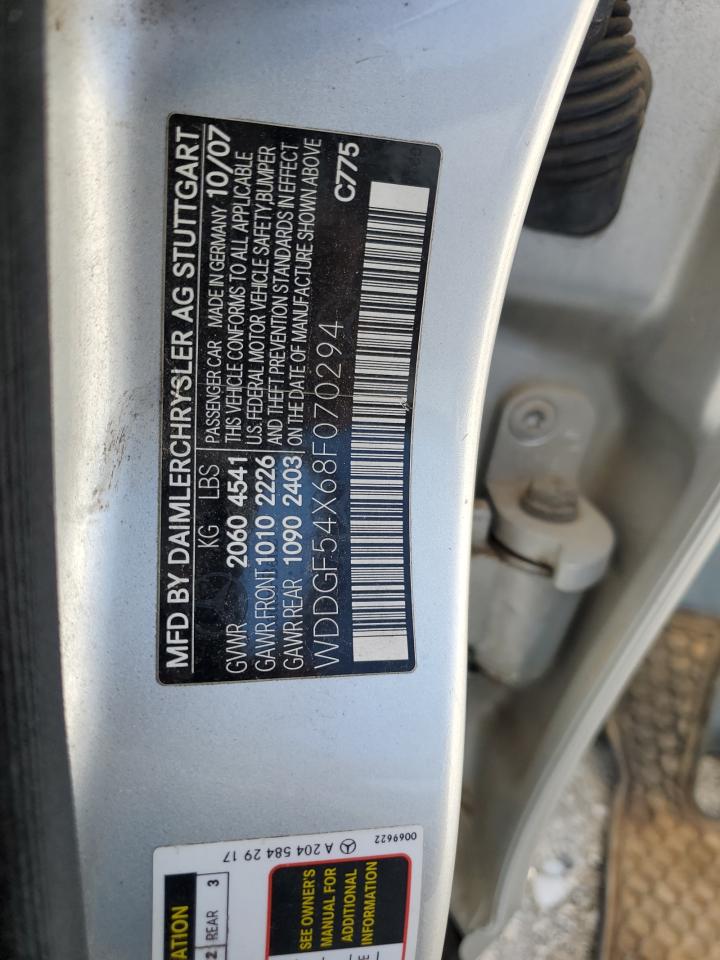 MFD BY DAIMLERCHRYSLER AG STUTTGART
KG LBS PASSENGER CAR MADE IN GERMANY 10/07
GVWR 2060 4541 THIS VEHICLE CONFORMS TO ALL APPLICABLE
GAWR FRONT 1010 2226 U.S. FEDERAL MOTOR VEHICLE SAFETY,BUMPER
GAWR REAR 1090 2403 AND THEFT PREVENTION STANDARDS IN EFFECT
ON THE DATE OF MANUFACTURE SHOWN ABOVE
WDDGF54X68F070294 C775
0069622
A 204 584 29 17
2 REAR 3
SEE OWNER'S
MANUAL FOR
ADDITIONAL
INFORMATION